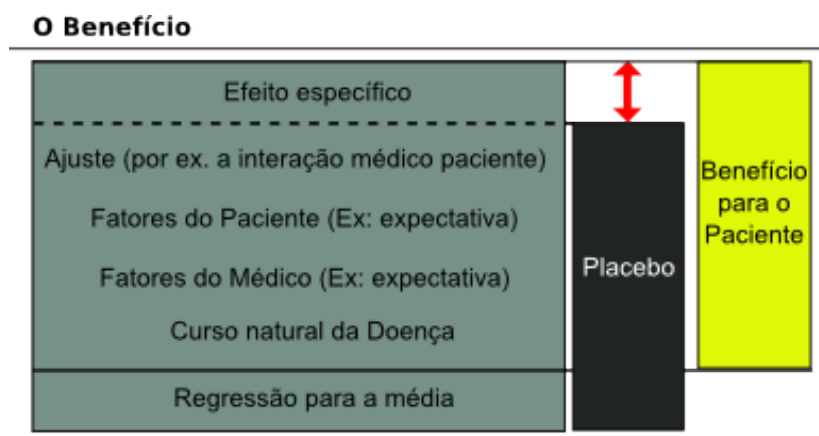 O Benefício
Efeito específico
Ajuste (por ex. a interação médico paciente)
Fatores do Paciente (Ex: expectativa)
Fatores do Médico (Ex: expectativa)
Curso natural da Doença
Regressão para a média
Placebo
Benefício
para o
Paciente